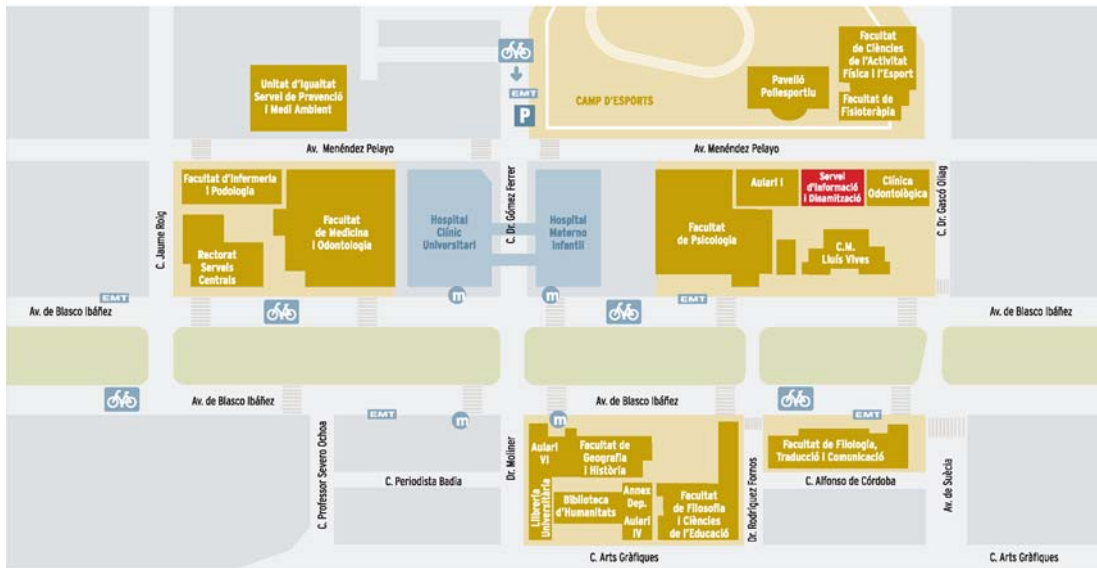 EMT
P
Unitat d'Igualtat
Servei de Prevenció
i Medi Ambient
CAMP D'ESPORTS
Pavelló
Poliesportiu
Facultat
de Ciències
de l'Activitat
Física i l'Esport
Facultat de
Fisioteràpia
Av. Menéndez Pelayo
Av. Menéndez Pelayo
C. Jaume Roig
Facultat d'Infermeria
i Podologia
Facultat
de Medicina
i Odontologia
Rectorat
Serveis
Centrals
Hospital
Clínic
Universitari
C. Dr. Gómez Ferrer
Hospital
Materno
Infantil
Facultat
de Psicologia
Aulari I
Servei
d'Informació
i Dinamització
Clínica
Odontològica
C.M.
Lluís Vives
C. Dr. Gascó Oliag
EMT
m
m
EMT
Av. de Blasco Ibáñez
Av. de Blasco Ibáñez
Av. de Blasco Ibáñez
Av. de Blasco Ibáñez
EMT
m
m
EMT
C. Professor Severo Ochoa
C. Periodista Badia
Dr. Moliner
Aulari
VI
Facultat de
Geografia
i Història
Llibreria
Universitària
Biblioteca
d'Humanitats
Annex
Dep.
Aulari
IV
Facultat
de Filosofia
i Ciències
de l'Educació
Dr. Rodríguez Fornos
Facultat de Filologia,
Traducció i Comunicació
C. Alfonso de Córdoba
Av. de Suècia
C. Arts Gràfiques
C. Arts Gràfiques